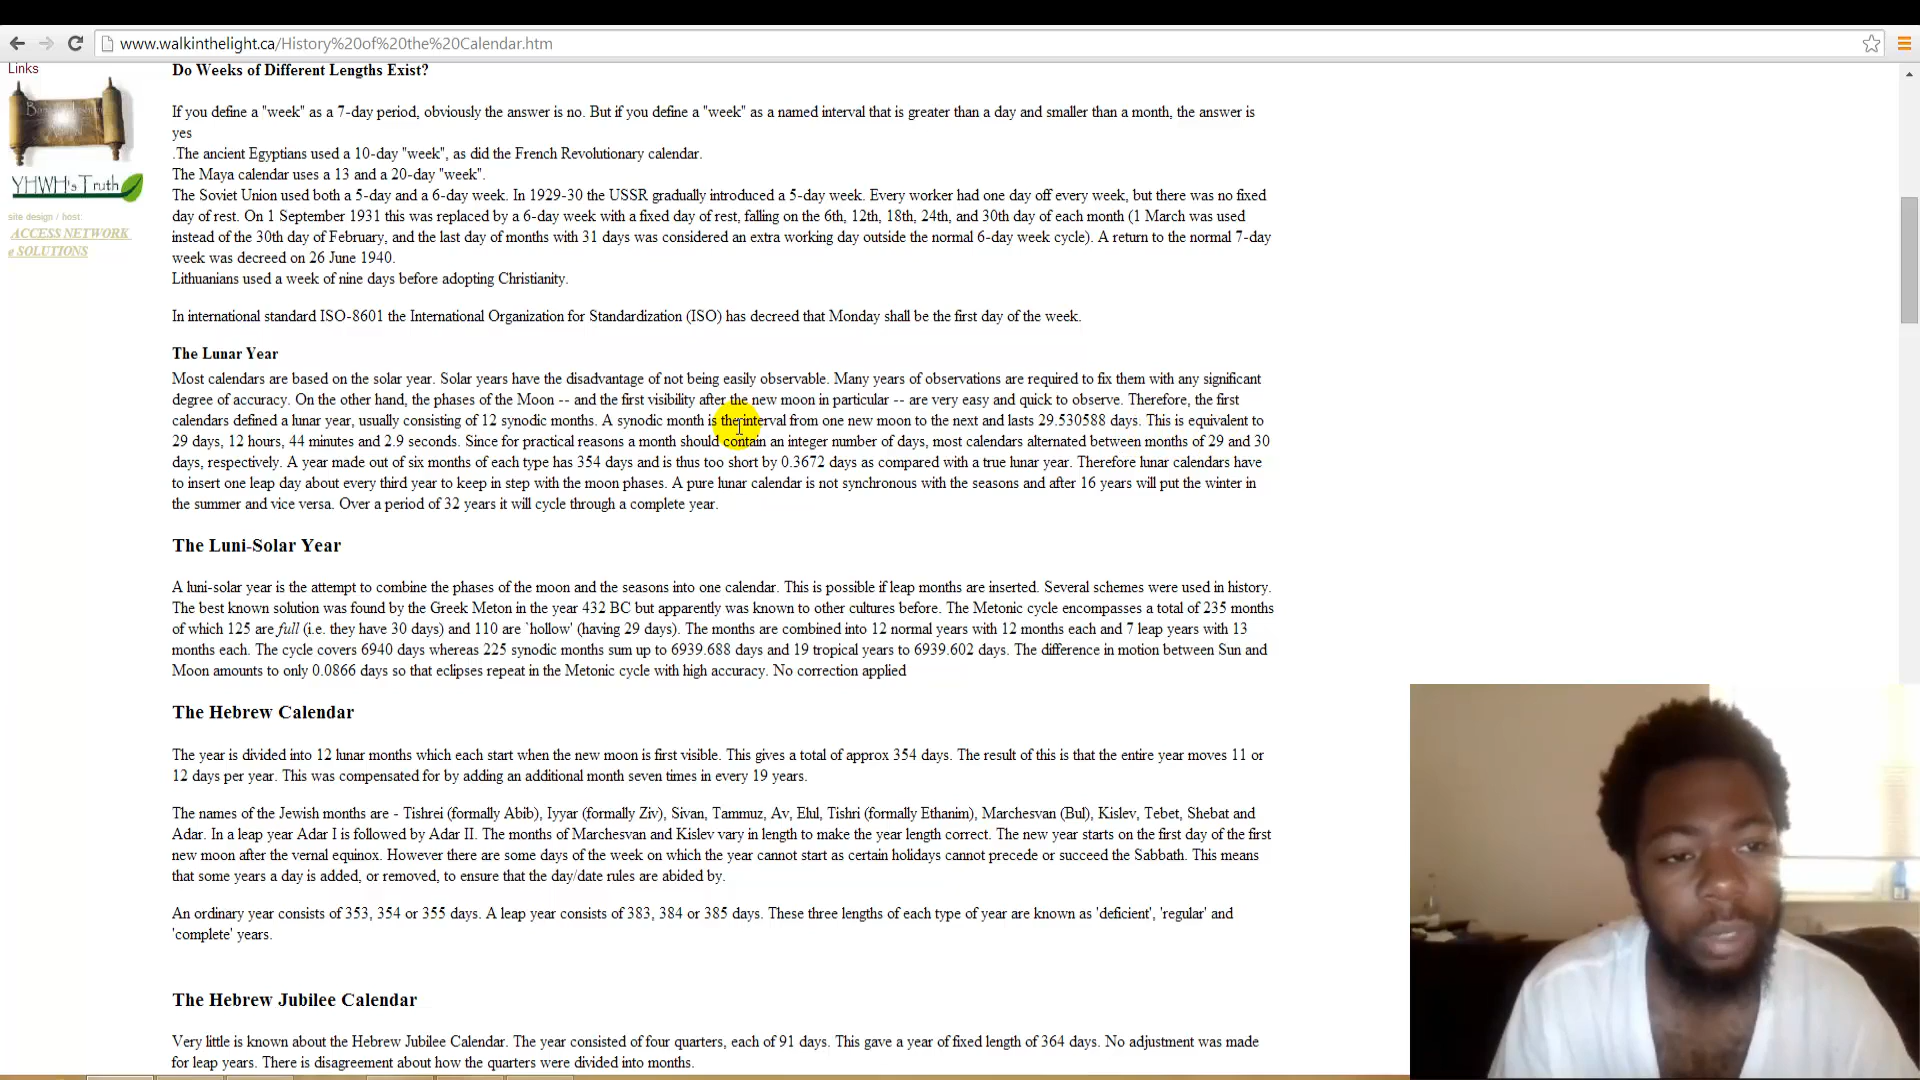 www.walkinthelight.ca/History%20of%20the%20Calendar.htm
Links
YHWH's Truth
site design / host:
ACCESS NETWORK
e SOLUTIONS
Do Weeks of Different Lengths Exist?
If you define a "week" as a 7-day period, obviously the answer is no. But if you define a "week" as a named interval that is greater than a day and smaller than a month, the answer is
yes
.The ancient Egyptians used a 10-day "week", as did the French Revolutionary calendar.
The Maya calendar uses a 13 and a 20-day "week".
The Soviet Union used both a 5-day and a 6-day week. In 1929-30 the USSR gradually introduced a 5-day week. Every worker had one day off every week, but there was no fixed
day of rest. On 1 September 1931 this was replaced by a 6-day week with a fixed day of rest, falling on the 6th, 12th, 18th, 24th, and 30th day of each month (1 March was used
instead of the 30th day of February, and the last day of months with 31 days was considered an extra working day outside the normal 6-day week cycle). A return to the normal 7-day
week was decreed on 26 June 1940.
Lithuanians used a week of nine days before adopting Christianity.
In international standard ISO-8601 the International Organization for Standardization (ISO) has decreed that Monday shall be the first day of the week.
The Lunar Year
Most calendars are based on the solar year. Solar years have the disadvantage of not being easily observable. Many years of observations are required to fix them with any significant
degree of accuracy. On the other hand, the phases of the Moon -- and the first visibility after the new moon in particular -- are very easy and quick to observe. Therefore, the first
calendars defined a lunar year, usually consisting of 12 synodic months. A synodic month is the interval from one new moon to the next and lasts 29.530588 days. This is equivalent to
29 days, 12 hours, 44 minutes and 2.9 seconds. Since for practical reasons a month should contain an integer number of days, most calendars alternated between months of 29 and 30
days, respectively. A year made out of six months of each type has 354 days and is thus too short by 0.3672 days as compared with a true lunar year. Therefore lunar calendars have
to insert one leap day about every third year to keep in step with the moon phases. A pure lunar calendar is not synchronous with the seasons and after 16 years will put the winter in
the summer and vice versa. Over a period of 32 years it will cycle through a complete year.
The Luni-Solar Year
A luni-solar year is the attempt to combine the phases of the moon and the seasons into one calendar. This is possible if leap months are inserted. Several schemes were used in history.
The best known solution was found by the Greek Meton in the year 432 BC but apparently was known to other cultures before. The Metonic cycle encompasses a total of 235 months
of which 125 are full (i.e. they have 30 days) and 110 are `hollow' (having 29 days). The months are combined into 12 normal years with 12 months each and 7 leap years with 13
months each. The cycle covers 6940 days whereas 225 synodic months sum up to 6939.688 days and 19 tropical years to 6939.602 days. The difference in motion between Sun and
Moon amounts to only 0.0866 days so that eclipses repeat in the Metonic cycle with high accuracy. No correction applied
The Hebrew Calendar
The year is divided into 12 lunar months which each start when the new moon is first visible. This gives a total of approx 354 days. The result of this is that the entire year moves 11 or
12 days per year. This was compensated for by adding an additional month seven times in every 19 years.
The names of the Jewish months are - Tishrei (formally Abib), Iyyar (formally Ziv), Sivan, Tammuz, Av, Elul, Tishri (formally Ethanim), Marchesvan (Bul), Kislev, Tebet, Shebat and
Adar. In a leap year Adar I is followed by Adar II. The months of Marchesvan and Kislev vary in length to make the year length correct. The new year starts on the first day of the first
new moon after the vernal equinox. However there are some days of the week on which the year cannot start as certain holidays cannot precede or succeed the Sabbath. This means
that some years a day is added, or removed, to ensure that the day/date rules are abided by.
An ordinary year consists of 353, 354 or 355 days. A leap year consists of 383, 384 or 385 days. These three lengths of each type of year are known as 'deficient', 'regular' and
'complete' years.
The Hebrew Jubilee Calendar
Very little is known about the Hebrew Jubilee Calendar. The year consisted of four quarters, each of 91 days. This gave a year of fixed length of 364 days. No adjustment was made
for leap years. There is disagreement about how the quarters were divided into months.